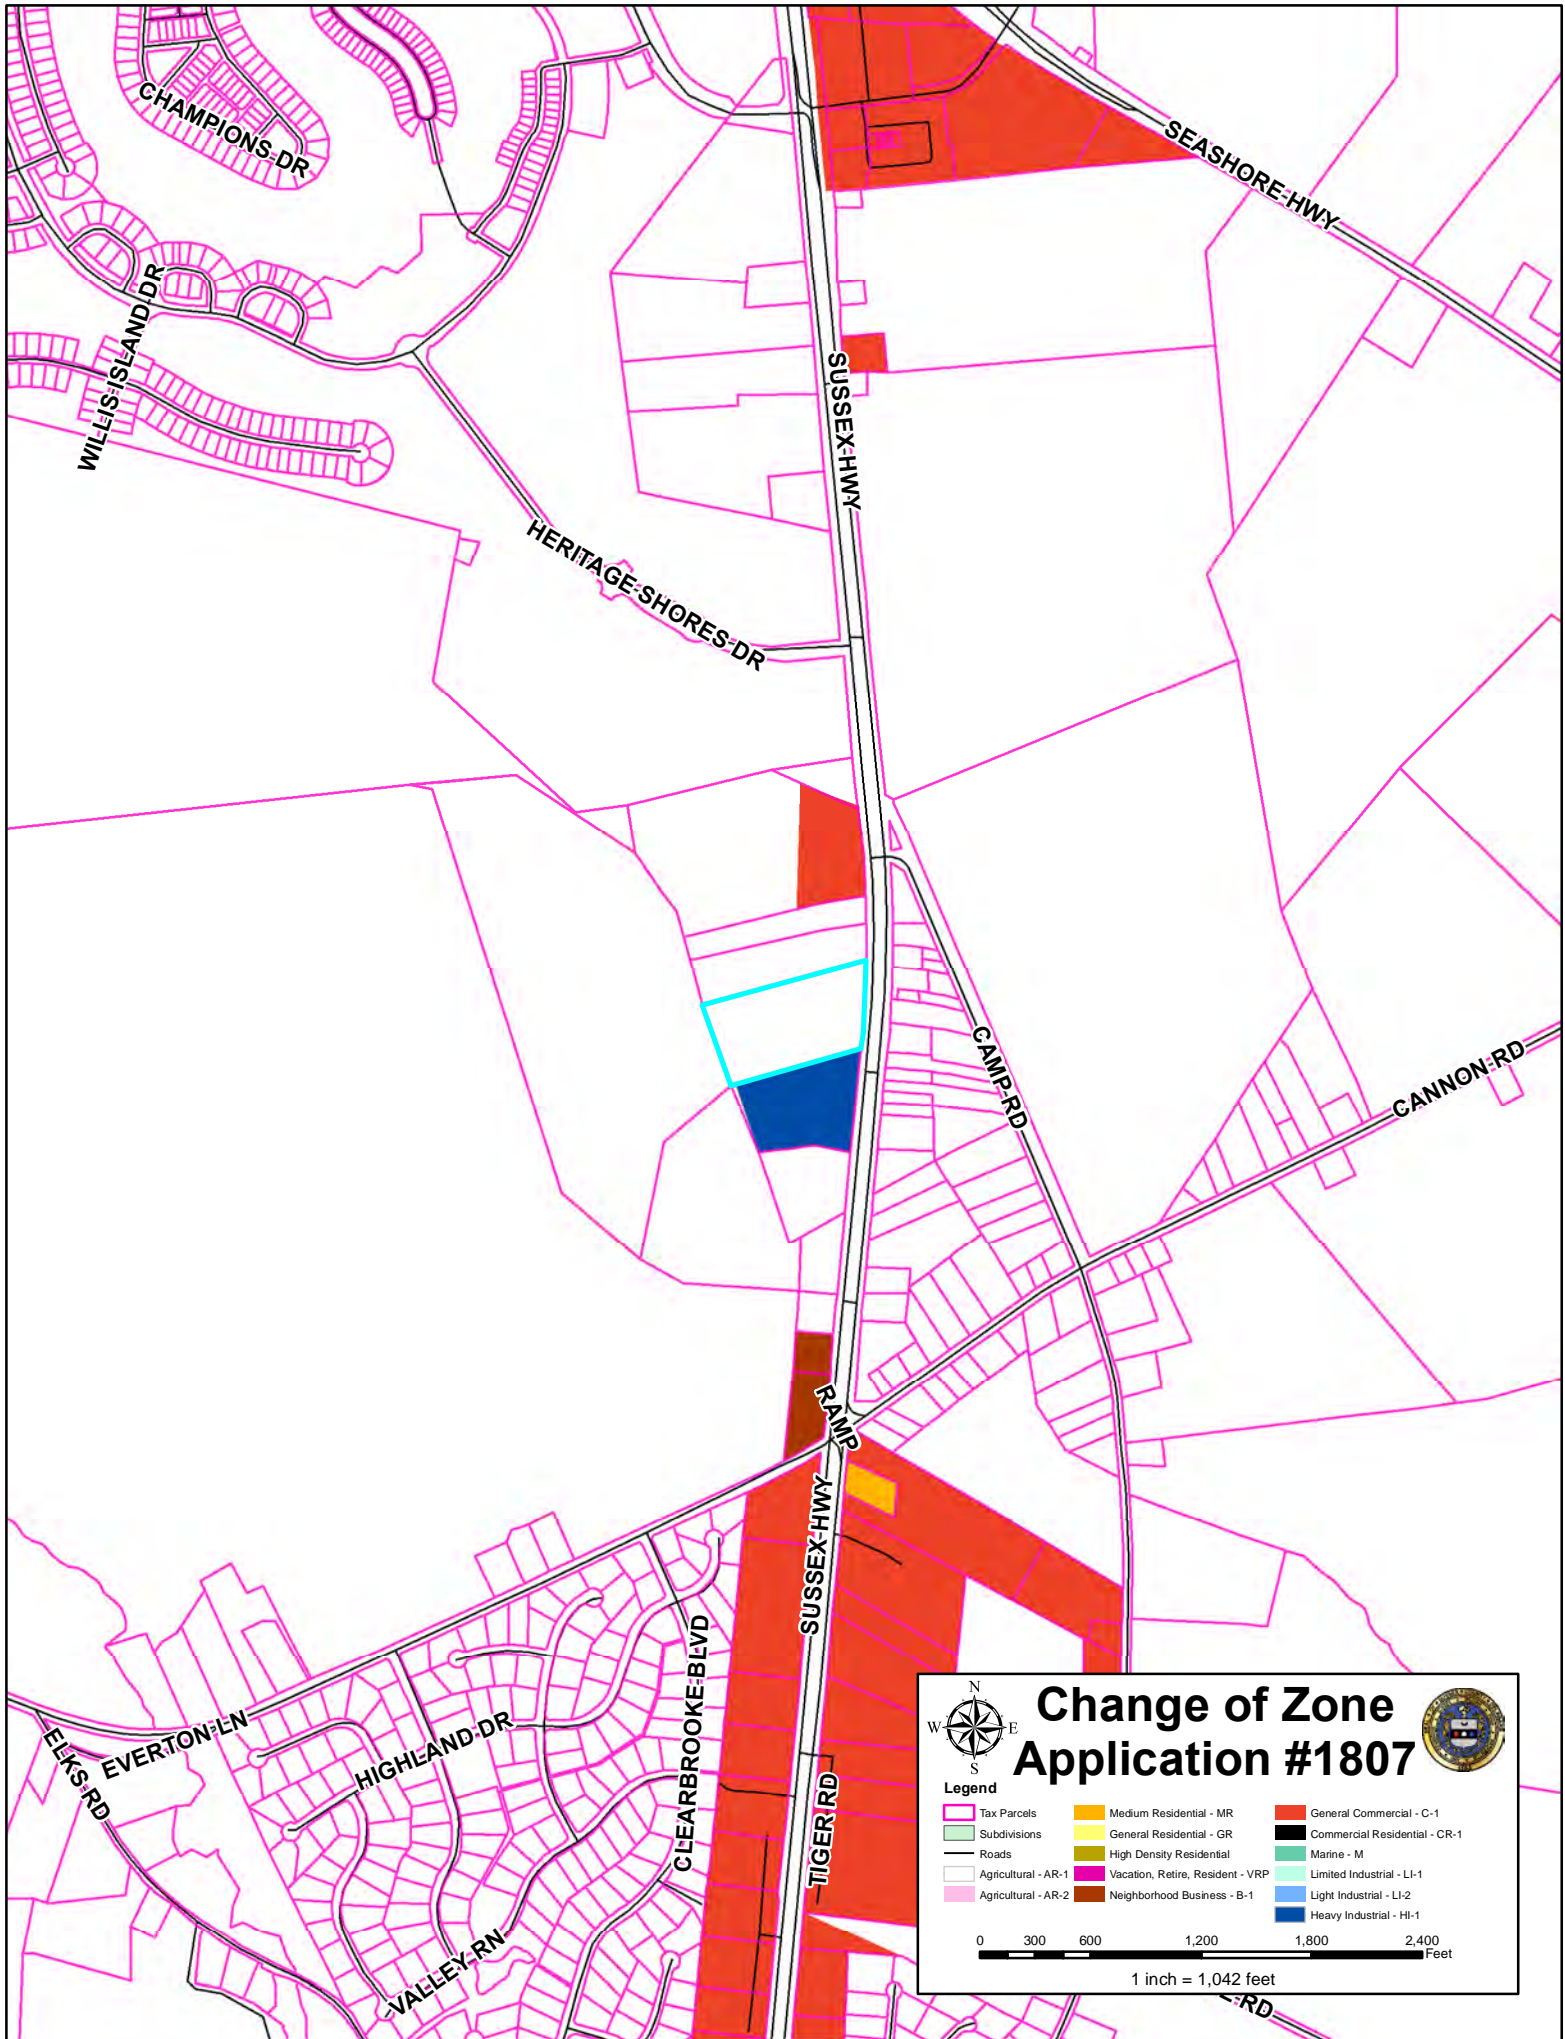 CHAMPIONS DR
SEASHORE HWY
WILLIS ISLAND DR
SUSSEX HWY
HERITAGE SHORES DR
CAMP RD
CANNON RD
RAMP
SUSSEX HWY
CLEARBROOKE BLVD
EVERTON LN
HIGHLAND DR
ELKS RD
TIGER RD
VALLEY RN
RD
N
W
E
S
Change of Zone
Application #1807
Legend
Tax Parcels
Subdivisions
Roads
Agricultural - AR-1
Agricultural - AR-2
Medium Residential - MR
General Residential - GR
High Density Residential
Vacation, Retire, Resident - VRP
Neighborhood Business - B-1
General Commercial - C-1
Commercial Residential - CR-1
Marine - M
Limited Industrial - LI-1
Light Industrial - LI-2
Heavy Industrial - HI-1
0 300 600 1,200 1,800 2,400
Feet
1 inch = 1,042 feet